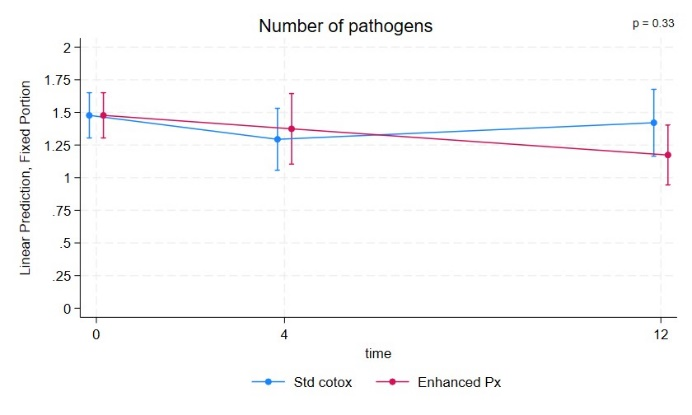 Number of pathogens
p = 0.33
Linear Prediction, Fixed Portion
2
1.75
1.5
1.25
1
.75
.5
.25
0
0 4 12
time
Std cotox Enhanced Px